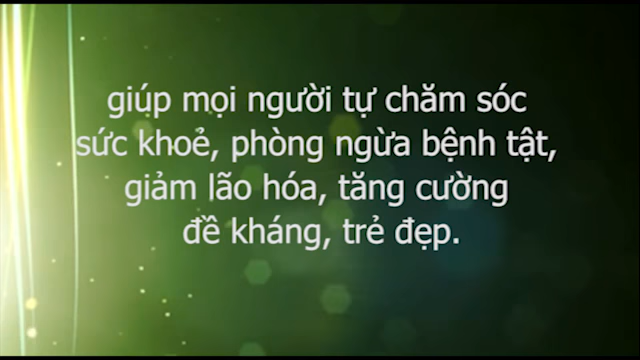 giúp mọi người tự chăm sóc
sức khoẻ, phòng ngừa bệnh tật,
giảm lão hóa, tăng cường
đề kháng, trẻ đẹp.